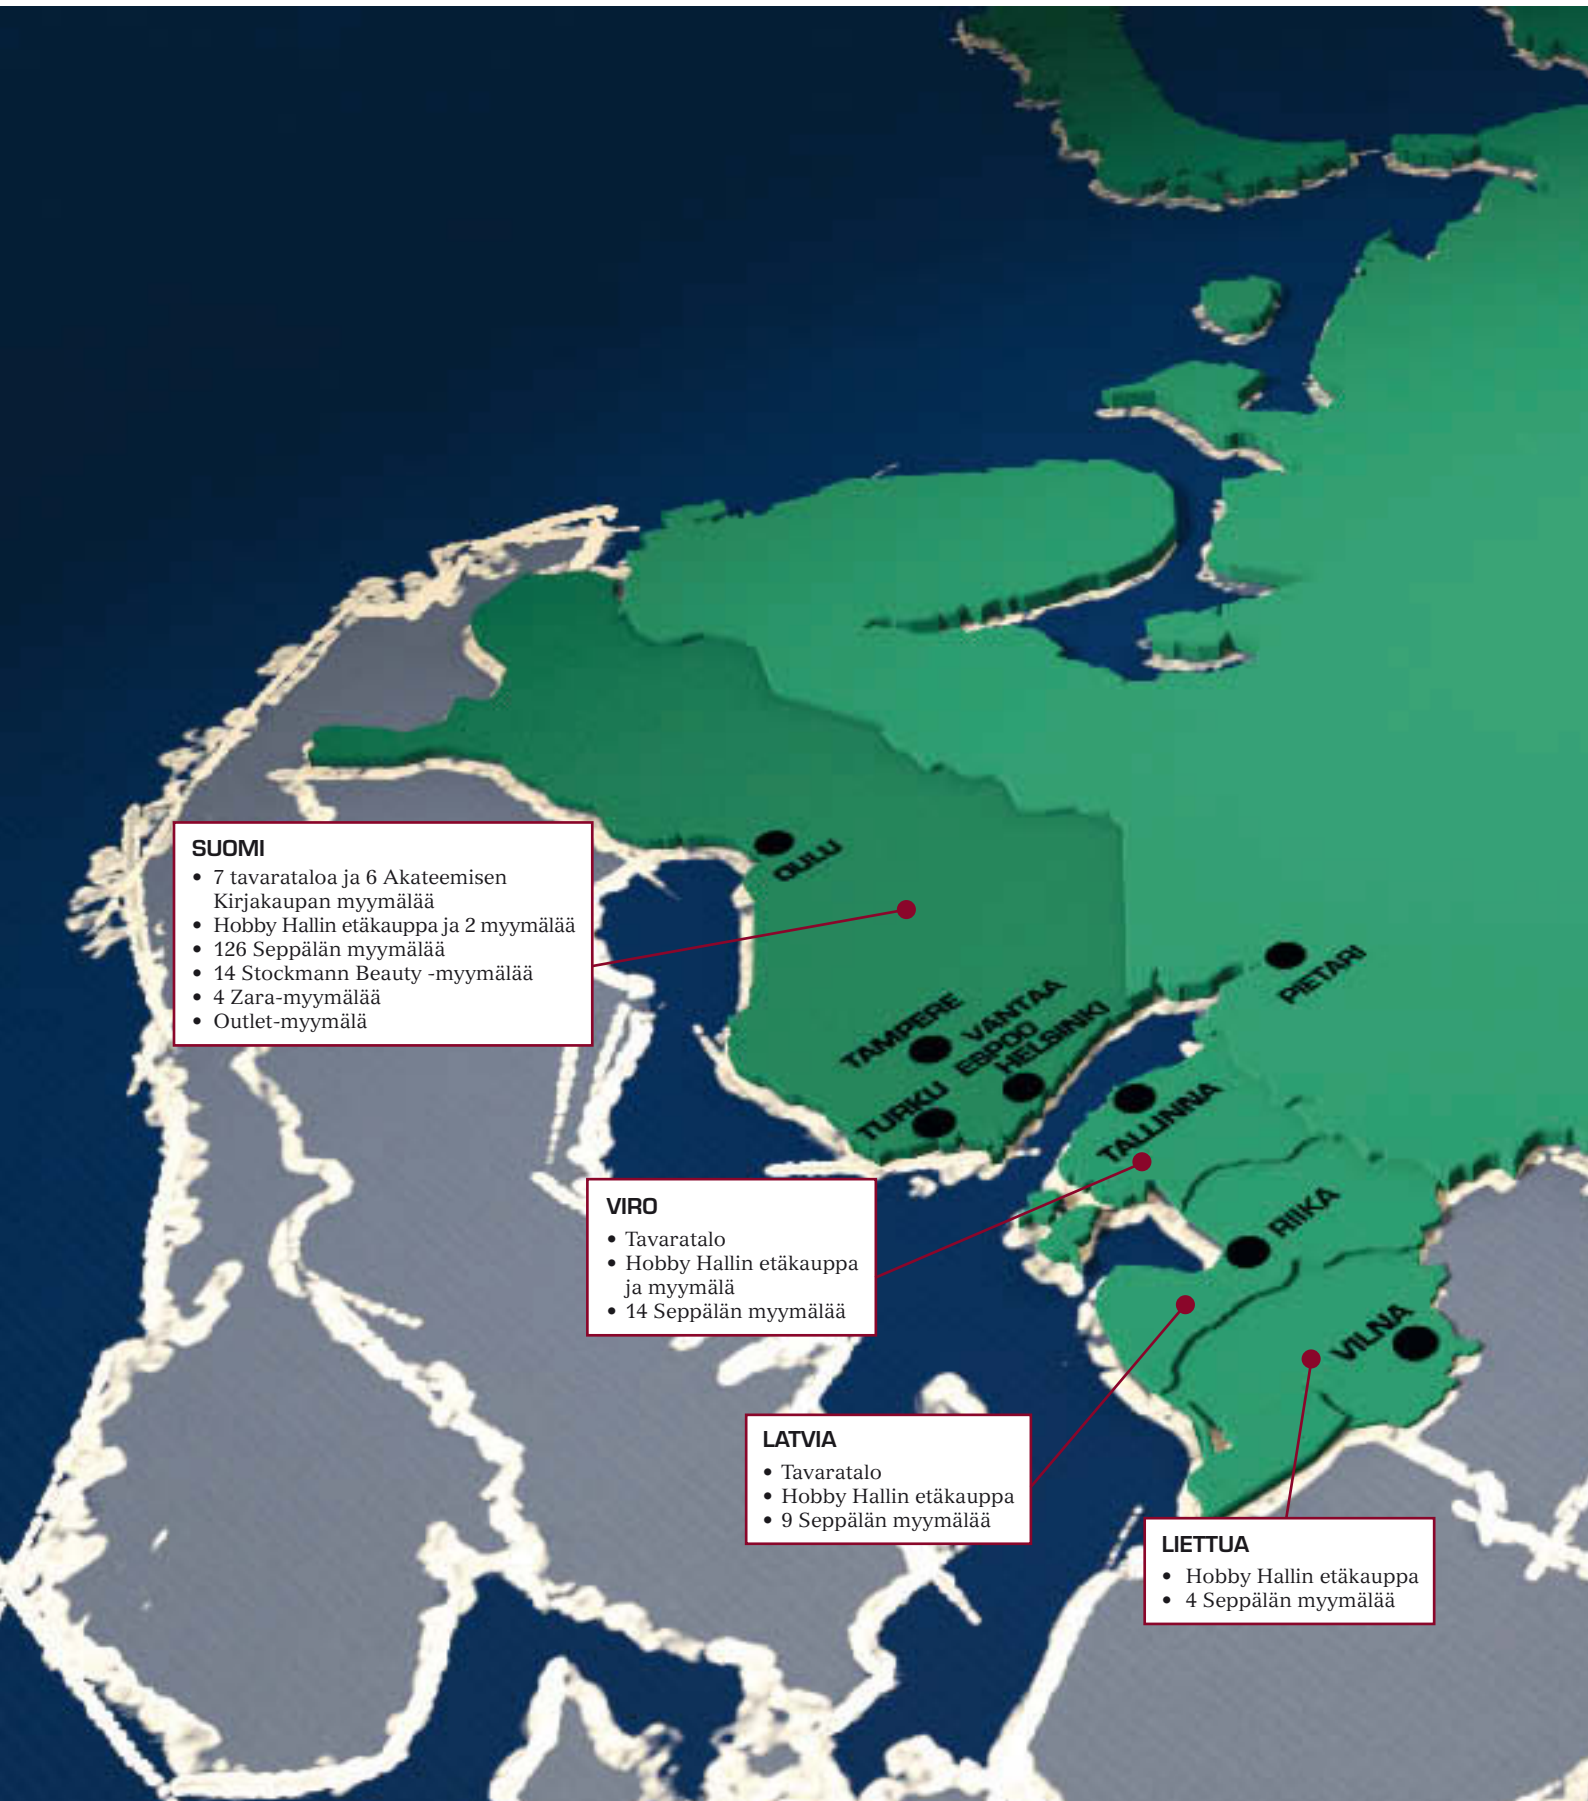 SUOMI
• 7 tavarataloa ja 6 Akateemisen
Kirjakaupan myymälää
• Hobby Hallin etäkauppa ja 2 myymälää
• 126 Seppälän myymälää
• 14 Stockmann Beauty -myymälää
• 4 Zara-myymälää
• Outlet-myymälä
OULU
PIETARI
TAMPERE
VANTAA
ESPOO
HELSINKI
TURKU
TALLINNA
VIRO
• Tavaratalo
• Hobby Hallin etäkauppa
ja myymälä
• 14 Seppälän myymälää
RIIKA
VILNA
LATVIA
• Tavaratalo
• Hobby Hallin etäkauppa
• 9 Seppälän myymälää
LIETTUA
• Hobby Hallin etäkauppa
• 4 Seppälän myymälää